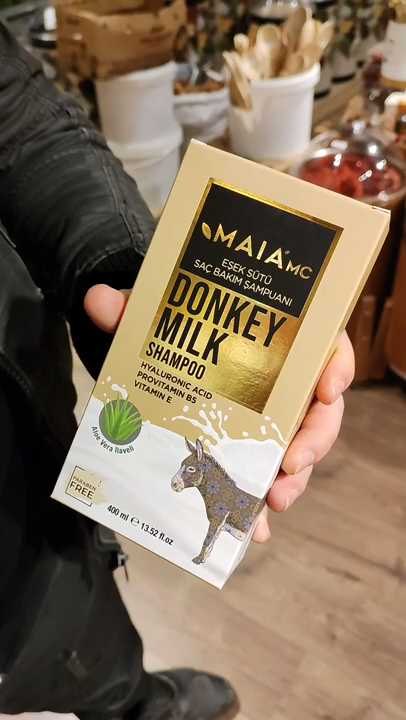 MAIA® MC
EŞEK SÜTÜ
SAÇ BAKIM ŞAMPUANI
DONKEY
MILK
SHAMPOO
HYALURONIC ACID
PROVITAMIN B5
VITAMIN E
Aloe Vera İlaveli
PARABEN
FREE
400 ml ℮ 13.52 fl.oz